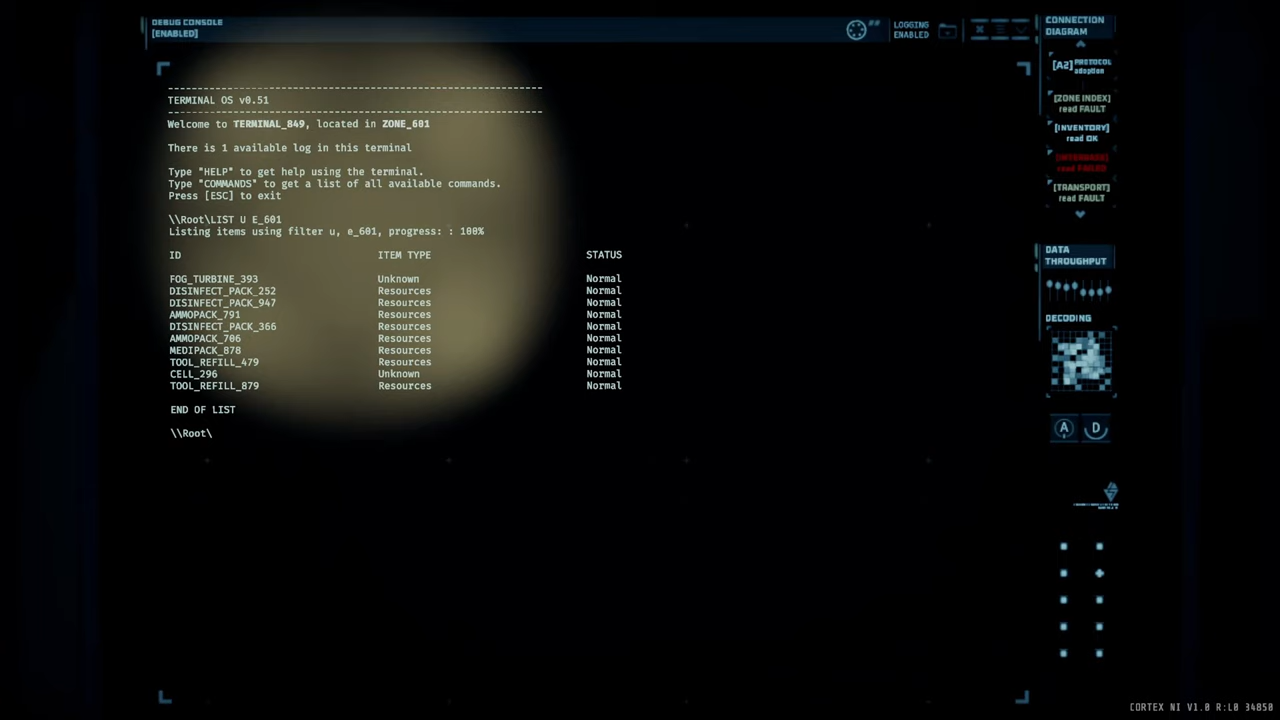 DEBUG CONSOLE
[ENABLED]
LOGGING
ENABLED
------------------------------------------------------------
TERMINAL OS v0.51
------------------------------------------------------------
Welcome to TERMINAL_849, located in ZONE_601
There is 1 available log in this terminal
Type "HELP" to get help using the terminal.
Type "COMMANDS" to get a list of all available commands.
Press [ESC] to exit
\\Root\LIST U E_601
Listing items using filter u, e_601, progress: : 100%
ID ITEM TYPE STATUS
FOG_TURBINE_393 Unknown Normal
DISINFECT_PACK_252 Resources Normal
DISINFECT_PACK_947 Resources Normal
AMMOPACK_791 Resources Normal
DISINFECT_PACK_366 Resources Normal
AMMOPACK_706 Resources Normal
MEDIPACK_878 Resources Normal
TOOL_REFILL_479 Resources Normal
CELL_296 Unknown Normal
TOOL_REFILL_879 Resources Normal
END OF LIST
\\Root\
CONNECTION
DIAGRAM
[A2] PROTOCOL
adoption
[ZONE INDEX]
read FAULT
[INVENTORY]
read OK
read FAILED
[TRANSPORT]
read FAULT
DATA
THROUGHPUT
DECODING
A D
CORTEX NI V1.0 R:L0 34850